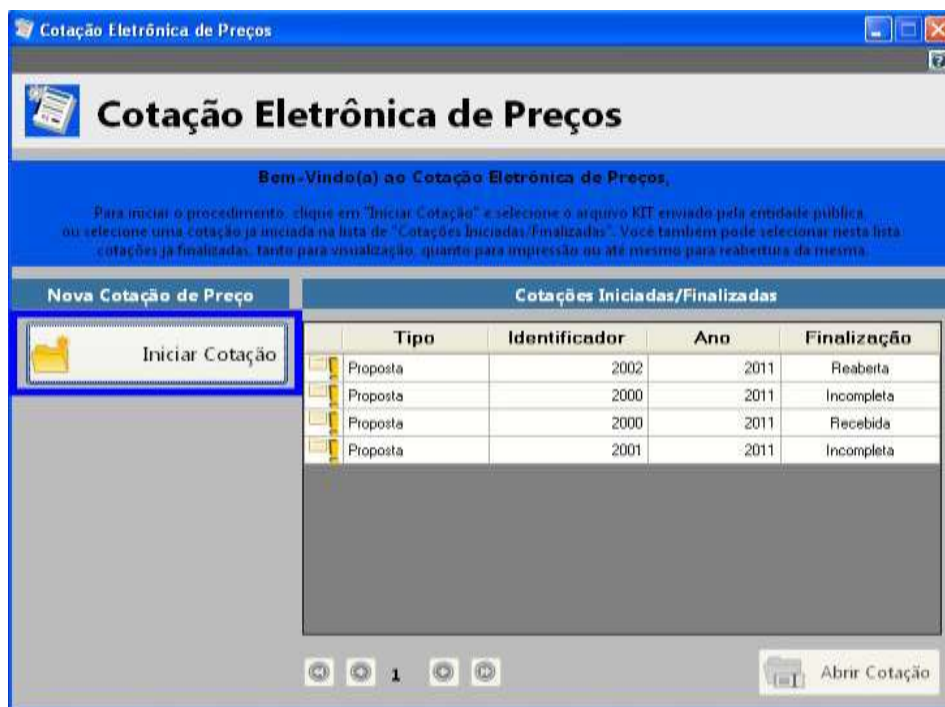 Cotação Eletrônica de Preços
Cotação Eletrônica de Preços
Bem-Vindo(a) ao Cotação Eletrônica de Preços,
Para iniciar o procedimento, clique em "Iniciar Cotação" e selecione o arquivo KIT enviado pela entidade pública,
ou selecione uma cotação já iniciada na lista de "Cotações Iniciadas/Finalizadas". Você também pode selecionar nesta lista
cotações já finalizadas, tanto para visualização, quanto para impressão ou até mesmo para reabertura da mesma.
Nova Cotação de Preço
Cotações Iniciadas/Finalizadas
Iniciar Cotação
Tipo Identificador Ano Finalização
Proposta 2002 2011 Reaberta
Proposta 2000 2011 Incompleta
Proposta 2000 2011 Recebida
Proposta 2001 2011 Incompleta
1
Abrir Cotação